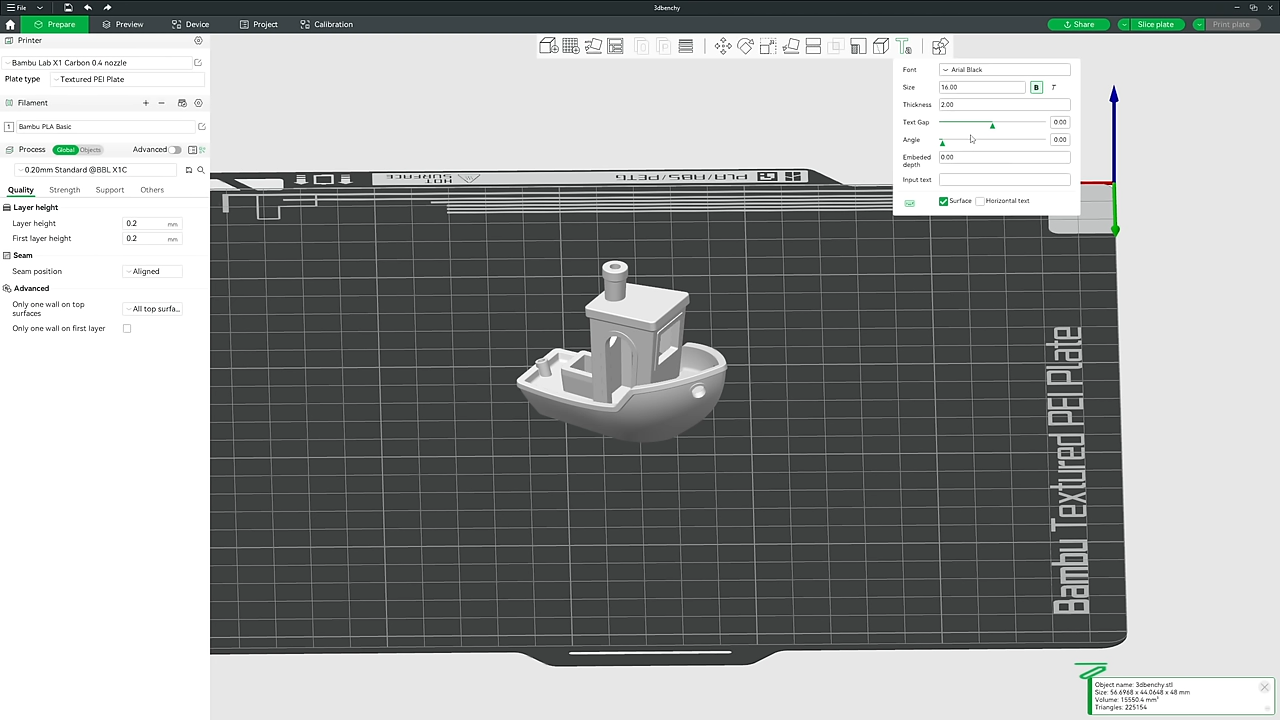 File
3dbenchy
Prepare
Preview
Device
Project
Calibration
Share
Slice plate
Print plate
Printer
Bambu Lab X1 Carbon 0.4 nozzle
Plate type
Textured PEI Plate
Filament
1
Bambu PLA Basic
Process
Global
Objects
Advanced
0.20mm Standard @BBL X1C
Quality
Strength
Support
Others
Layer height
Layer height
0.2
mm
First layer height
0.2
mm
Seam
Seam position
Aligned
Advanced
Only one wall on top
surfaces
All top surfa...
Only one wall on first layer
Font
Arial Black
Size
16.00
B
T
Thickness
2.00
Text Gap
0.00
Angle
0.00
Embeded
depth
0.00
Input text
Surface
Horizontal text
HOT
SURFACE
PLA/ABS/PETG
Bambu Textured PEI Plate
Object name: 3dbenchy.stl
Size: 56.6968 x 44.0648 x 48 mm
Volume: 15550.4 mm³
Triangles: 225154